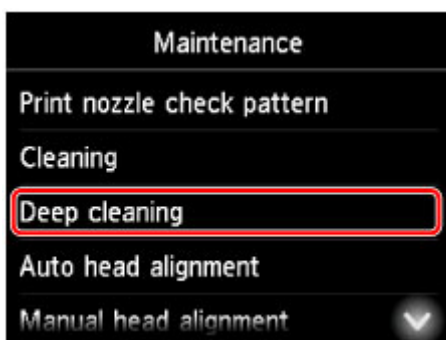 Maintenance
Print nozzle check pattern
Cleaning
Deep cleaning
Auto head alignment
Manual head alignment